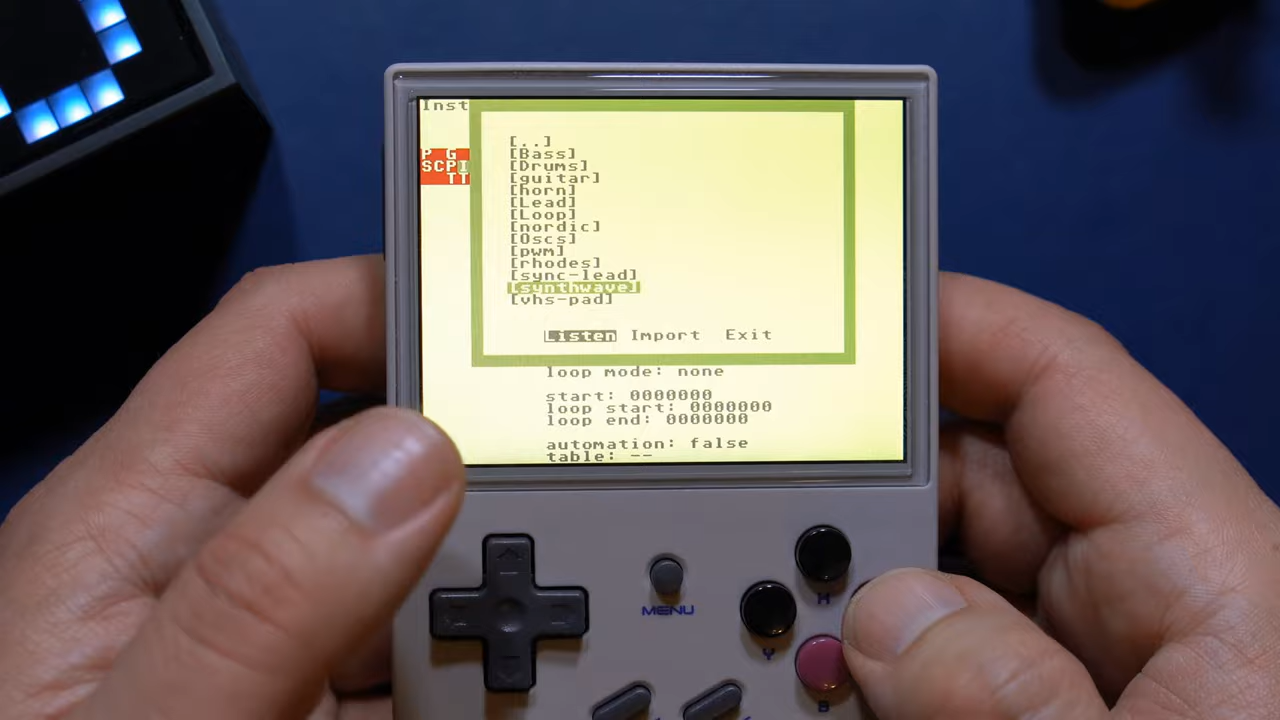 Inst
P G
SCPI
TT
[..]
[Bass]
[Drums]
[guitar]
[horn]
[Lead]
[Loop]
[nordic]
[Oscs]
[pwm]
[rhodes]
[sync-lead]
[synthwave]
[vhs-pad]
Listen Import Exit
loop mode: none
start: 0000000
loop start: 0000000
loop end: 0000000
automation: false
table: --
MENU
Y